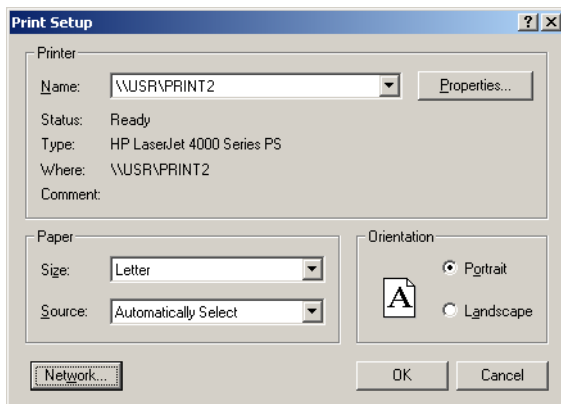 Print Setup
Printer
Name: \\USR\PRINT2 Properties...
Status: Ready
Type: HP LaserJet 4000 Series PS
Where: \\USR\PRINT2
Comment:
Paper
Size: Letter
Source: Automatically Select
Orientation
A
Portrait
Landscape
Network... OK Cancel